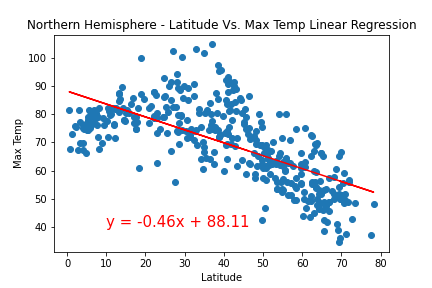 Northern Hemisphere - Latitude Vs. Max Temp Linear Regression
100
90
80
70
60
50
40
Max Temp
y = -0.46x + 88.11
0 10 20 30 40 50 60 70 80
Latitude